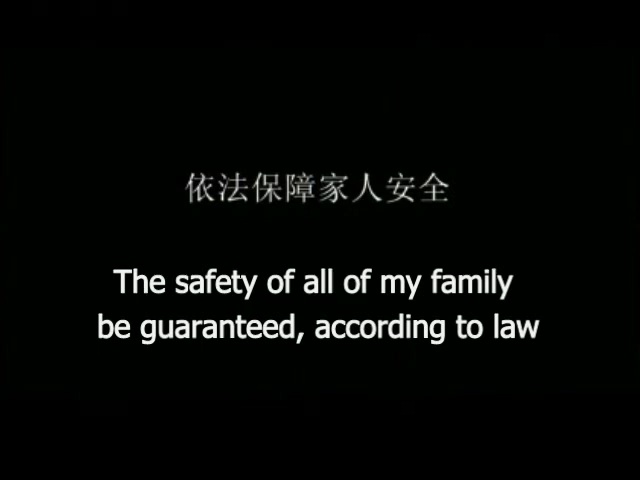 依法保障家人安全
The safety of all of my family
be guaranteed, according to law